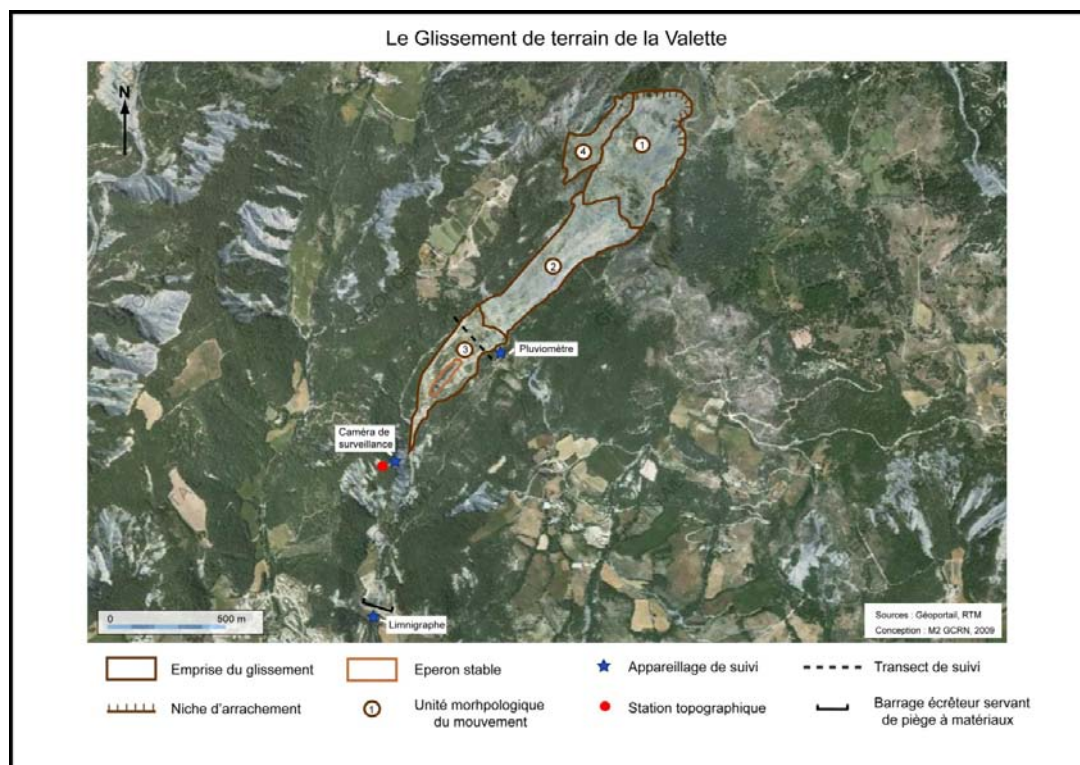 Le Glissement de terrain de la Valette
N
4
1
2
3
Pluviomètre
Caméra de
surveillance
Limnigraphe
0 500 m
Sources : Géoportail, RTM
Conception : M2 GCRN, 2009
Emprise du glissement
Eperon stable
Appareillage de suivi
Transect de suivi
Niche d'arrachement
1
Unité morhpologique
du mouvement
Station topographique
Barrage écrêteur servant
de piège à matériaux